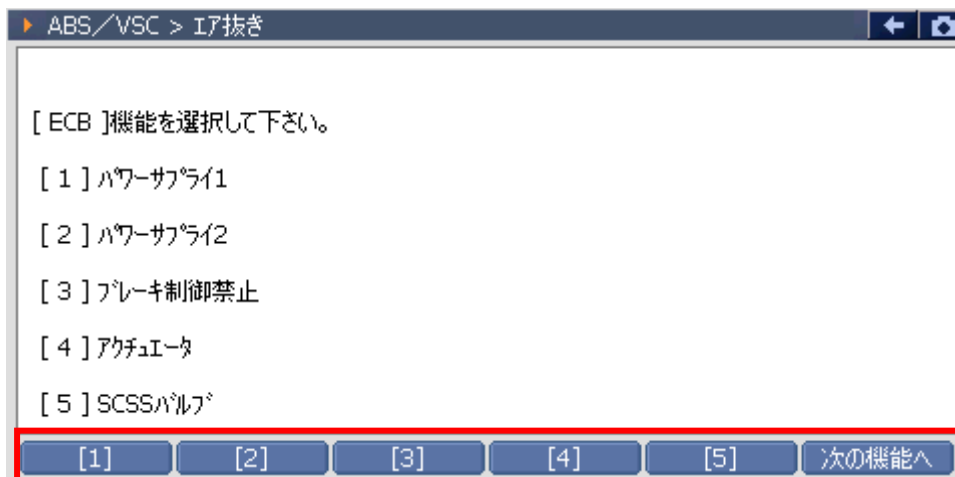 ABS／VSC > ｴｱ抜き
[ ECB ]機能を選択して下さい。
[ 1 ] ﾊﾟﾜｰｻﾌﾟﾗｲ1
[ 2 ] ﾊﾟﾜｰｻﾌﾟﾗｲ2
[ 3 ] ﾌﾞﾚｰｷ制御禁止
[ 4 ] ｱｸﾁｭｴｰﾀ
[ 5 ] SCSSﾊﾞﾙﾌﾞ
[1] [2] [3] [4] [5] 次の機能へ